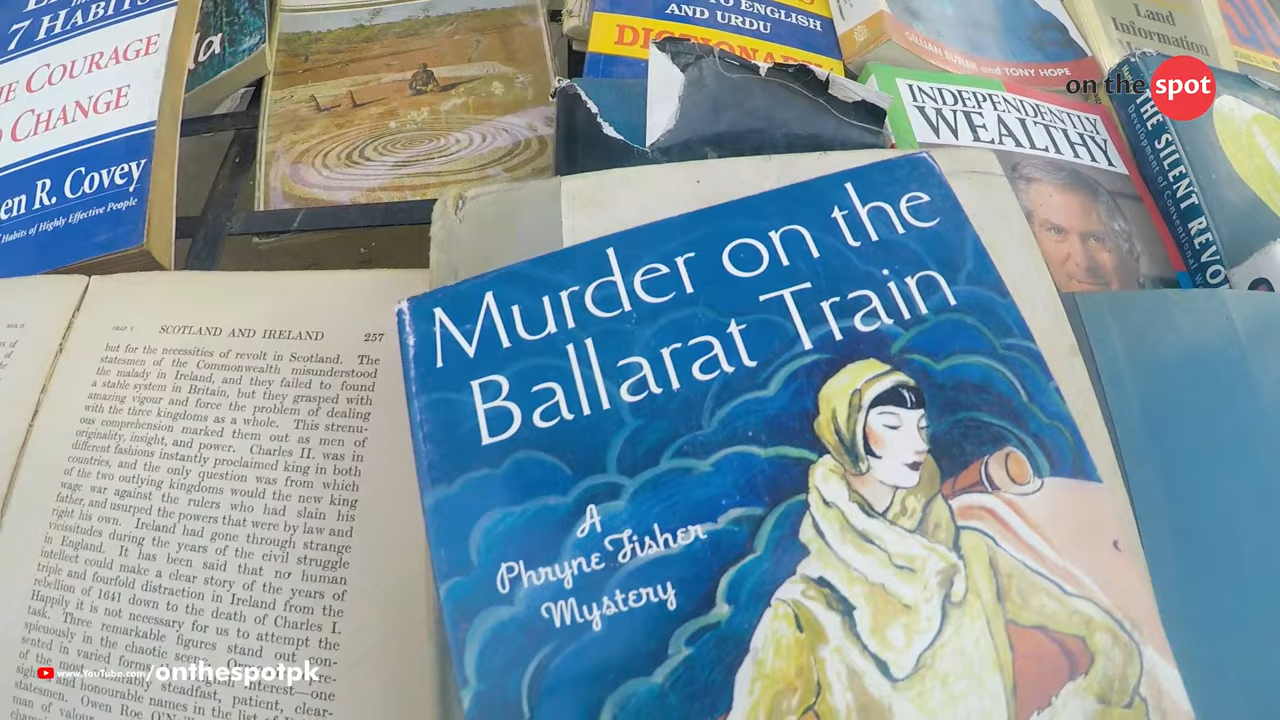 7 HABITS
THE COURAGE
CHANGE
en R. Covey
Habits of Highly Effective People
TO ENGLISH
AND URDU
DICTIONARY
GILLIAN BUTLER and TONY HOPE
Land
Information
on the spot
INDEPENDENTLY
WEALTHY
THE SILENT REVO
Development of Conventional
Murder on the
Ballarat Train
A
Phryne Fisher
Mystery
CHAP. I SCOTLAND AND IRELAND 257
but for the necessities of revolt in Scotland. The
statesmen of the Commonwealth misunderstood
the malady in Ireland, and they failed to found
a stable system in Britain, but they grasped with
amazing vigour and force the problem of dealing
with the three kingdoms as a whole. This strenu-
ous comprehension marked them out as men of
originality, insight, and power. Charles II. was in
different fashions instantly proclaimed king in both
countries, and the only question was from which
of the two outlying kingdoms would the new king
wage war against the rulers who had slain his
father, and usurped the powers that were by law and
right his own. Ireland had gone through strange
vicissitudes during the years of the civil struggle
in England. It has been said that no human
intellect could make a clear story of the years of
triple and fourfold distraction in Ireland from the
rebellion of 1641 down to the death of Charles I.
Happily it is not necessary for us to attempt the
task. Three remarkable figures stand out con-
spicuously in the chaotic scene.
sented in varied forms interest—one
of the most steadfast, patient, clear-
and honourable names in the list of
statesmen. Owen Roe
man of valour
www.YouTube.com/onthespotpk